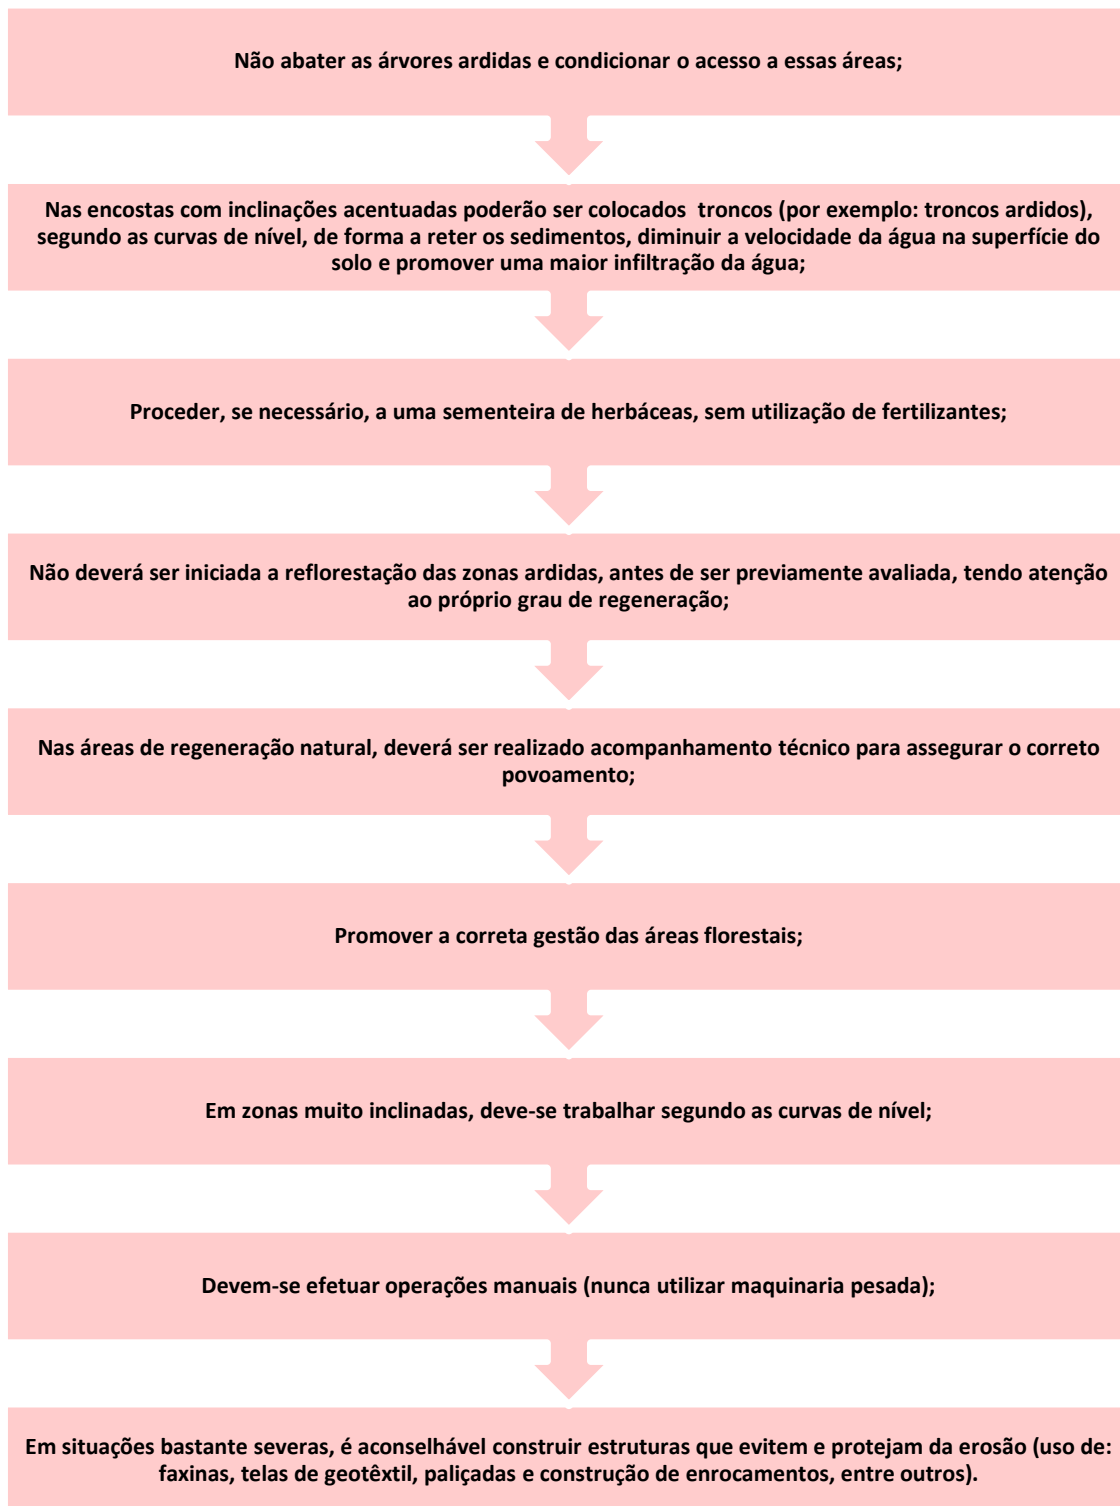 Não abater as árvores ardidas e condicionar o acesso a essas áreas;
Nas encostas com inclinações acentuadas poderão ser colocados  troncos (por exemplo: troncos ardidos),
segundo as curvas de nível, de forma a reter os sedimentos, diminuir a velocidade da água na superfície do
solo e promover uma maior infiltração da água;
Proceder, se necessário, a uma sementeira de herbáceas, sem utilização de fertilizantes;
Não deverá ser iniciada a reflorestação das zonas ardidas, antes de ser previamente avaliada, tendo atenção
ao próprio grau de regeneração;
Nas áreas de regeneração natural, deverá ser realizado acompanhamento técnico para assegurar o correto
povoamento;
Promover a correta gestão das áreas florestais;
Em zonas muito inclinadas, deve-se trabalhar segundo as curvas de nível;
Devem-se efetuar operações manuais (nunca utilizar maquinaria pesada);
Em situações bastante severas, é aconselhável construir estruturas que evitem e protejam da erosão (uso de:
faxinas, telas de geotêxtil, paliçadas e construção de enrocamentos, entre outros).